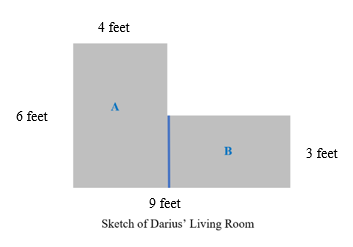 4 feet
A
6 feet
B
3 feet
9 feet
Sketch of Darius’ Living Room